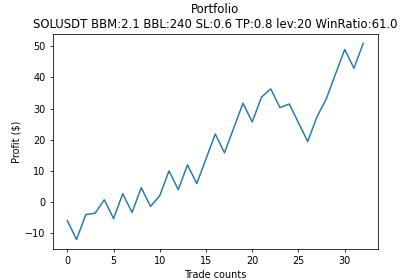 Portfolio
SOLUSDT BBM:2.1 BBL:240 SL:0.6 TP:0.8 lev:20 WinRatio:61.0
50
40
30
20
10
0
−10
Profit ($)
0 5 10 15 20 25 30
Trade counts